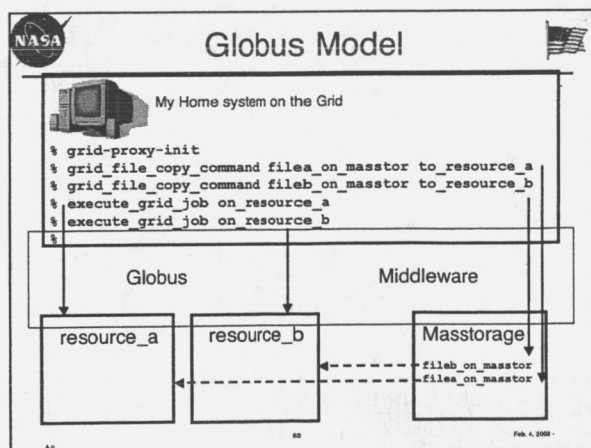 NASA
Globus Model
My Home system on the Grid
% grid-proxy-init
% grid_file_copy_command filea_on_masstor to_resource_a
% grid_file_copy_command fileb_on_masstor to_resource_b
% execute_grid_job on_resource_a
% execute_grid_job on_resource_b
%
Globus Middleware
resource_a resource_b Masstorage
fileb_on_masstor
filea_on_masstor
63
Feb. 4, 2003 -